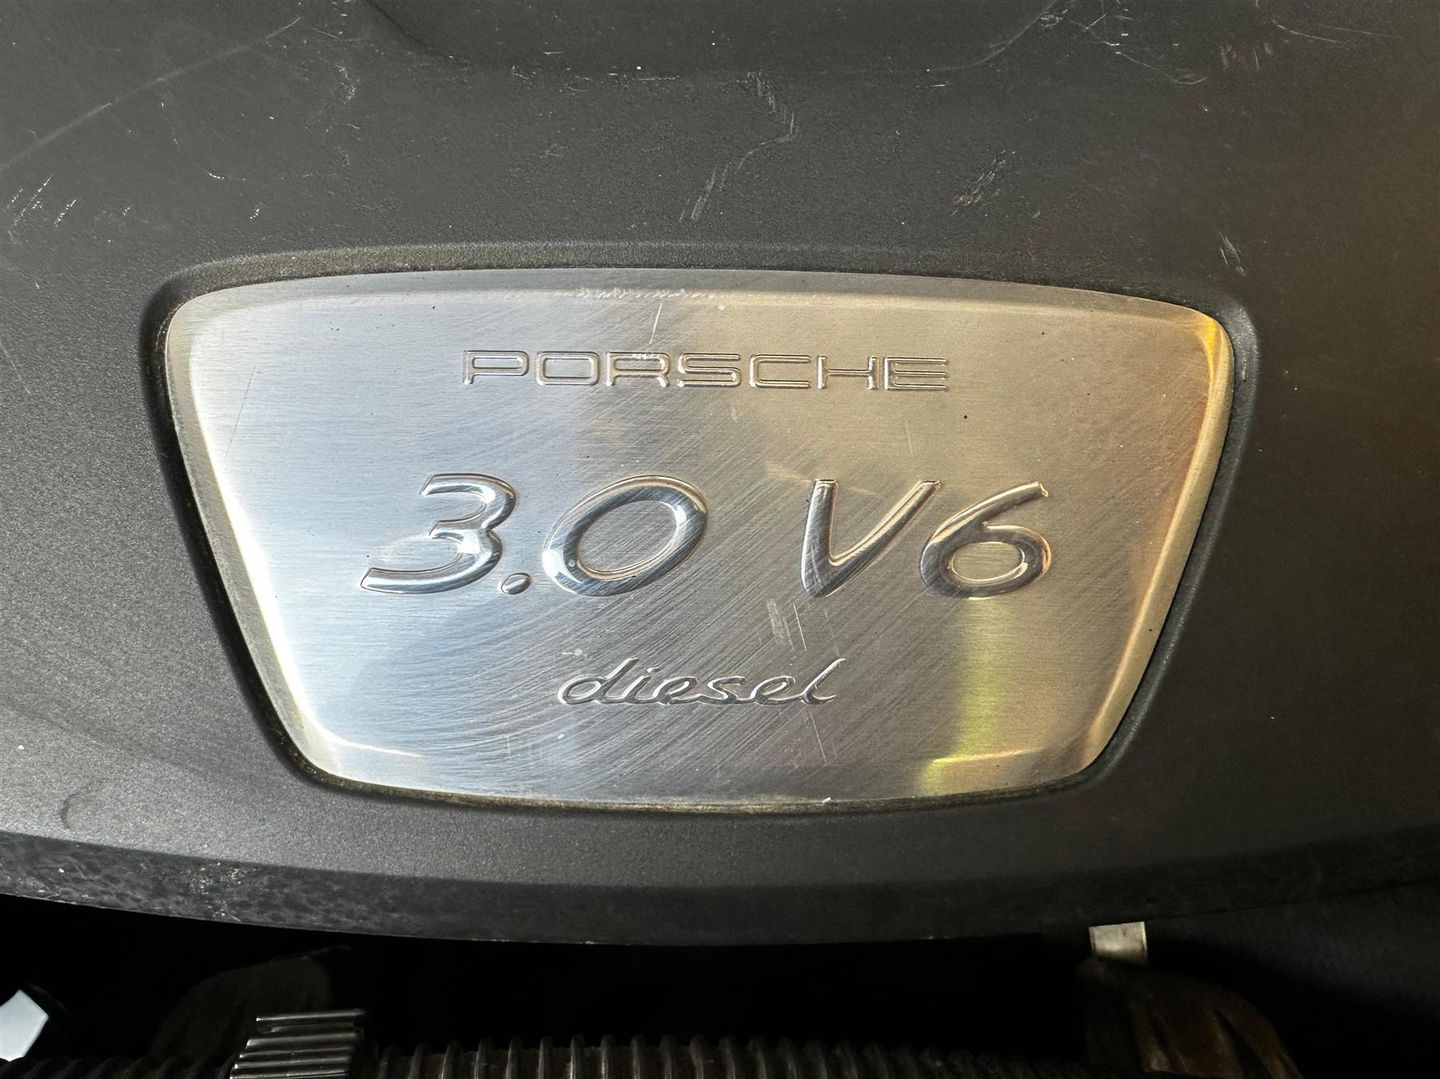 PORSCHE
3.0 V6
diesel